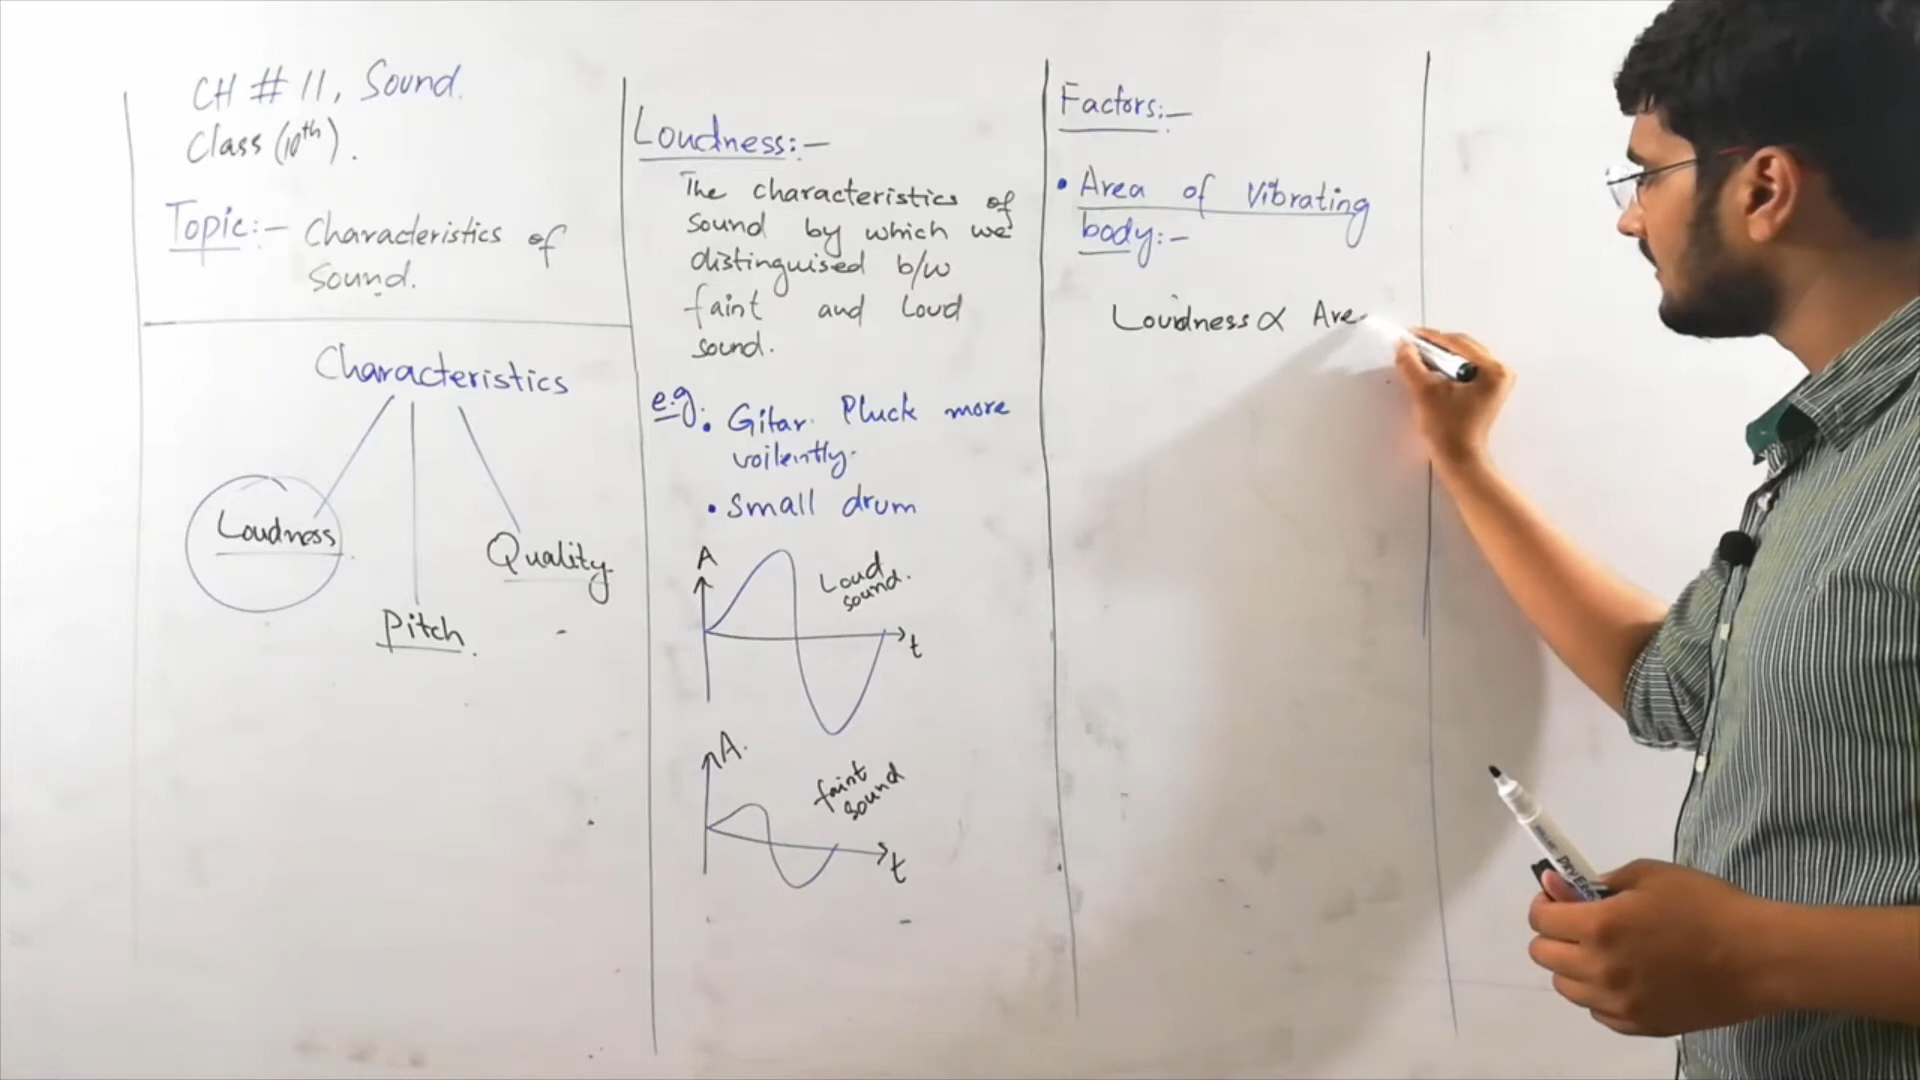 CH # 11, Sound.
Class (10th).
Topic:- Characteristics of
Sound.
Characteristics
Loudness
Pitch
Quality
Loudness:-
The characteristics of
sound by which we
distinguised b/w
faint and Loud
sound.
e.g. • Gitar. Pluck more
voilently.
• Small drum
A
Loud
sound.
t
A.
faint
sound
t
Factors:-
• Area of Vibrating
body:-
Loudness ∝ Are